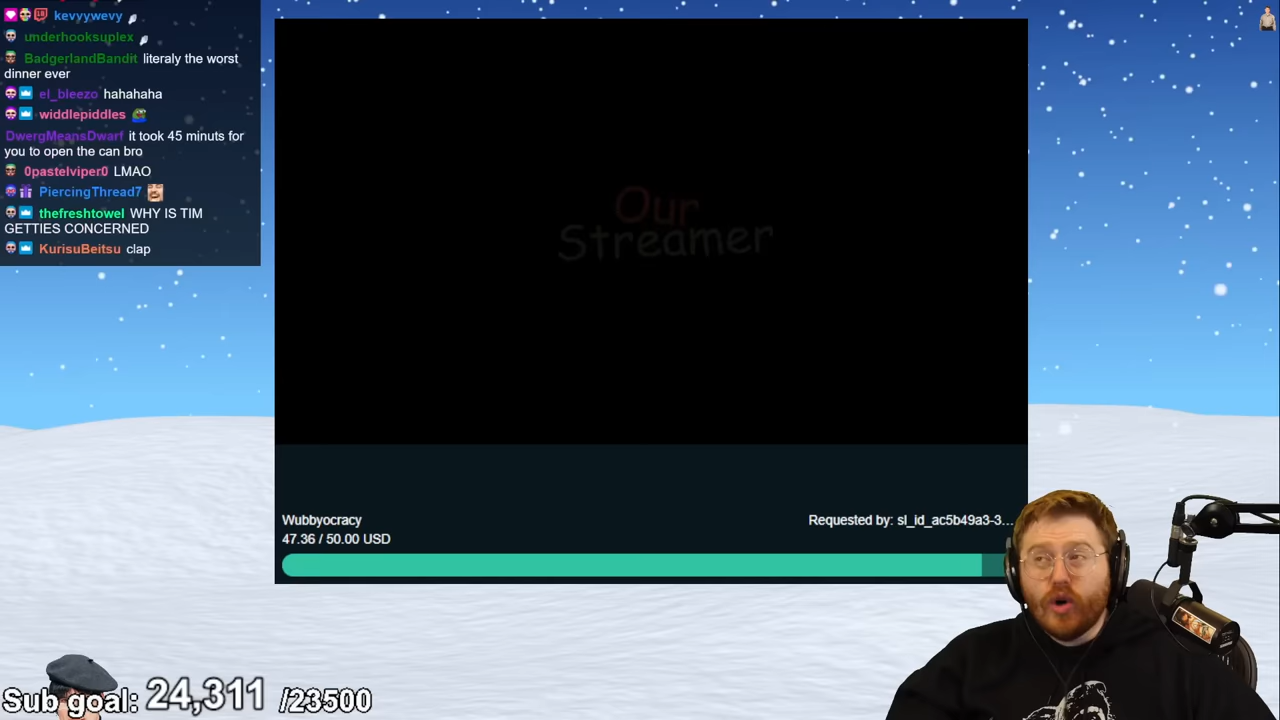 kevyywevy
underhooksuplex
BadgerlandBandit literaly the worst
dinner ever
el_bleezo hahahaha
widdlepiddles
DwergMeansDwarf it took 45 minuts for
you to open the can bro
0pastelviper0 LMAO
PiercingThread7
thefreshtowel WHY IS TIM
GETTIES CONCERNED
KurisuBeitsu clap
Our
Streamer
Wubbyocracy
Requested by: sl_id_ac5b49a3-3...
47.36 / 50.00 USD
Sub goal: 24,311 /23500